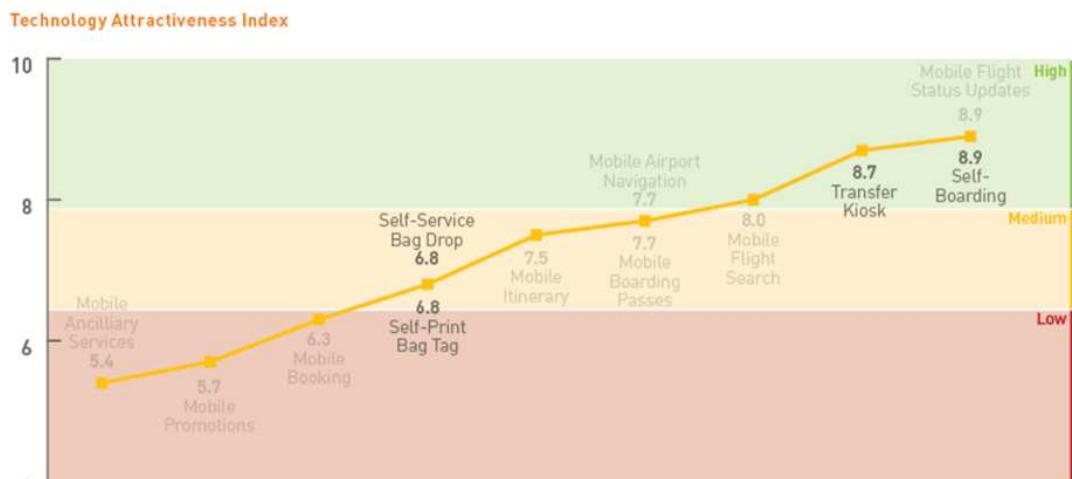 Technology Attractiveness Index
10
8
6
High
Medium
Low
Mobile
Ancilliary
Services
5.4
5.7
Mobile
Promotions
6.3
Mobile
Booking
Self-Service
Bag Drop
6.8
6.8
Self-Print
Bag Tag
7.5
Mobile
Itinerary
Mobile Airport
Navigation
7.7
7.7
Mobile
Boarding
Passes
8.0
Mobile
Flight
Search
8.7
Transfer
Kiosk
Mobile Flight
Status Updates
8.9
8.9
Self-
Boarding